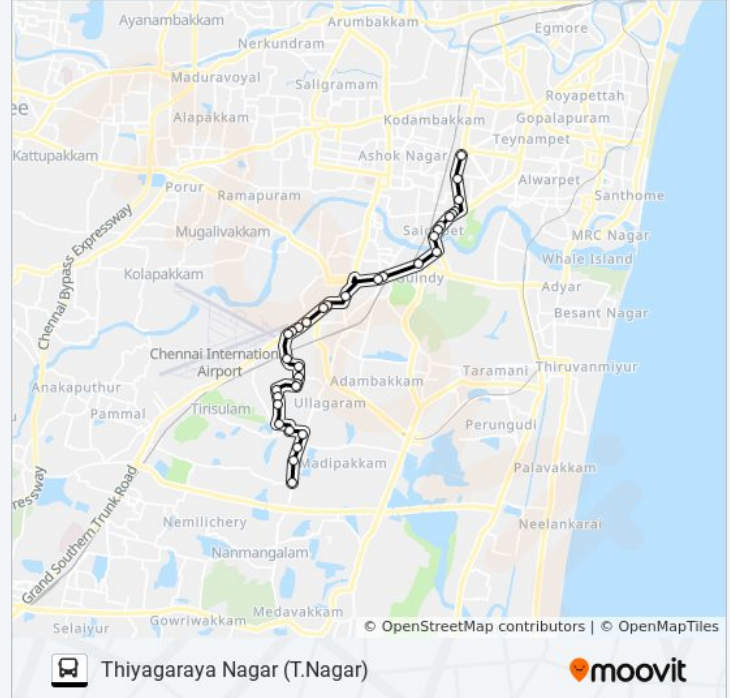 Ayanambakkam
Arumbakkam
Egmore
Nerkundram
Maduravoyal
Saligramam
ee
Royapettah
Alapakkam
Kodambakkam
Gopalapuram
Teynampet
Kattupakkam
Ashok Nagar
Porur
Ramapuram
Alwarpet
Santhome
Mugalivakkam
MRC Nagar
Whale Island
Kolapakkam
Guindy
Adyar
Chennai Bypass Expressway
Besant Nagar
Chennai International
Airport
Taramani
Thiruvanmiyur
Adambakkam
Anakaputhur
Tirisulam
Ullagaram
Pammal
Perungudi
Madipakkam
Palavakkam
ressway
Grand Southern Trunk Road
Nemilichery
Neelankarai
Nanmangalam
Medavakkam
Gowriwakkam
Selaiyur
© OpenStreetMap contributors | © OpenMapTiles
Thiyagaraya Nagar (T.Nagar)
moovit